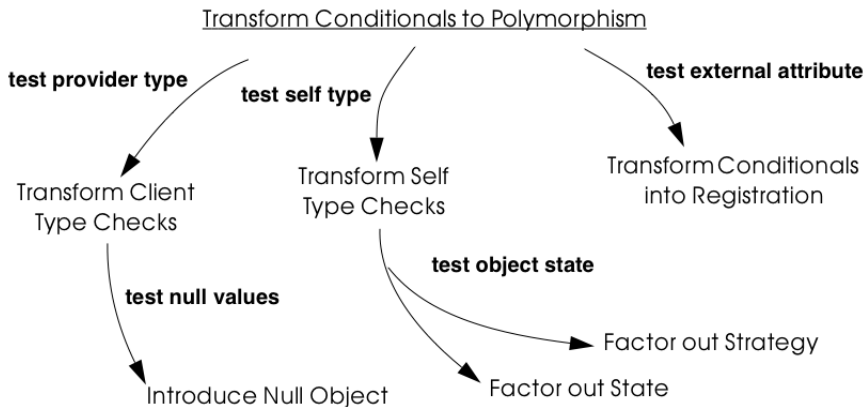 Transform Conditionals to Polymorphism
test provider type
test self type
test external attribute
Transform Client
Type Checks
Transform Self
Type Checks
Transform Conditionals
into Registration
test null values
test object state
Introduce Null Object
Factor out State
Factor out Strategy